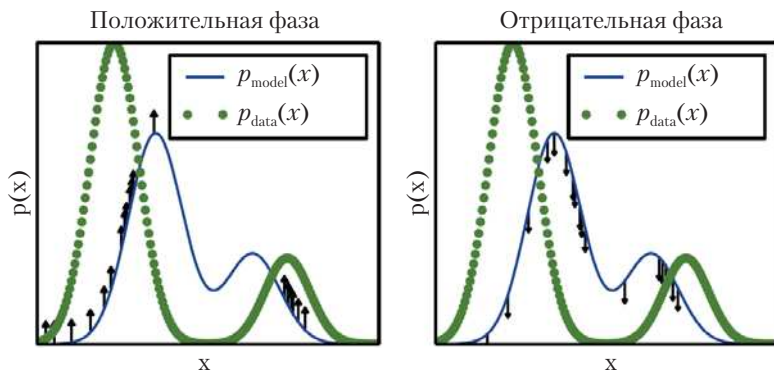 Положительная фаза
p_model(x)
p_data(x)
p(x)
x
Отрицательная фаза
p_model(x)
p_data(x)
p(x)
x